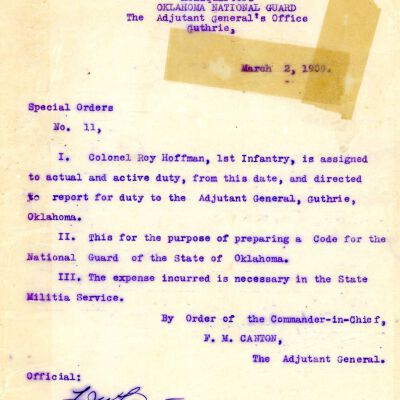 OKLAHOMA NATIONAL GUARD
The Adjutant General's Office
Guthrie,
March 2, 1909.
Special Orders
No. 11,
I. Colonel Roy Hoffman, 1st Infantry, is assigned
to actual and active duty, from this date, and directed
to report for duty to the Adjutant General, Guthrie,
Oklahoma.
II. This for the purpose of preparing a Code for the
National Guard of the State of Oklahoma.
III. The expense incurred is necessary in the State
Militia Service.
By Order of the Commander-in-Chief,
F. M. CANTON,
The Adjutant General.
Official: